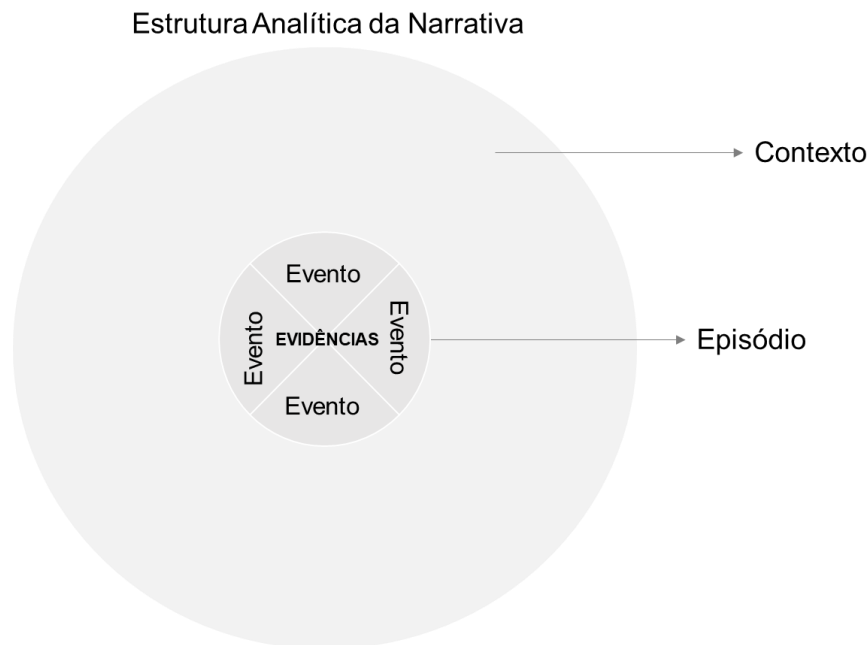 Estrutura Analítica da Narrativa
Contexto
Evento
Evento
EVIDÊNCIAS
Evento
Episódio
Evento